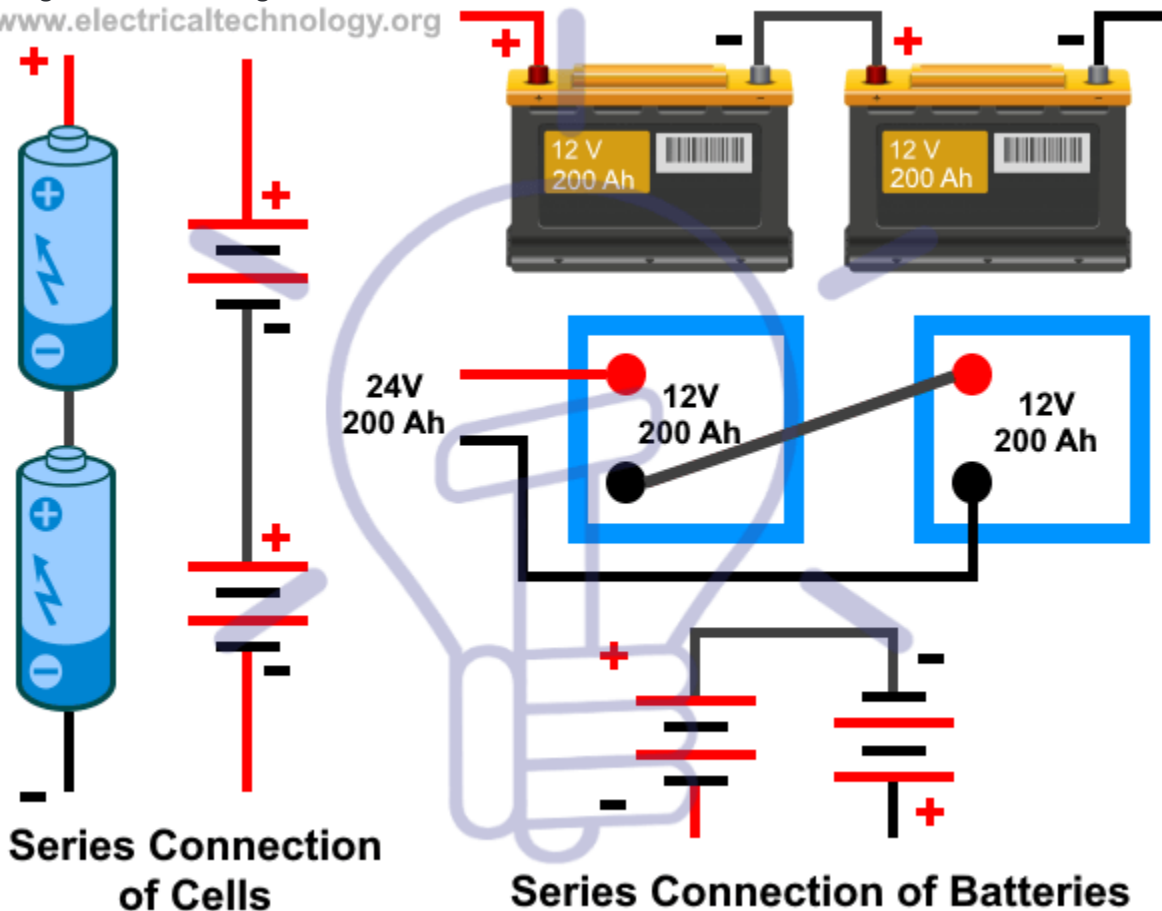 www.electricaltechnology.org
+
-
+
-
+
-
12 V
200 Ah
12 V
200 Ah
+
-
+
-
+
-
+
-
24V
200 Ah
12V
200 Ah
12V
200 Ah
+
-
-
+
Series Connection
of Cells
Series Connection of Batteries